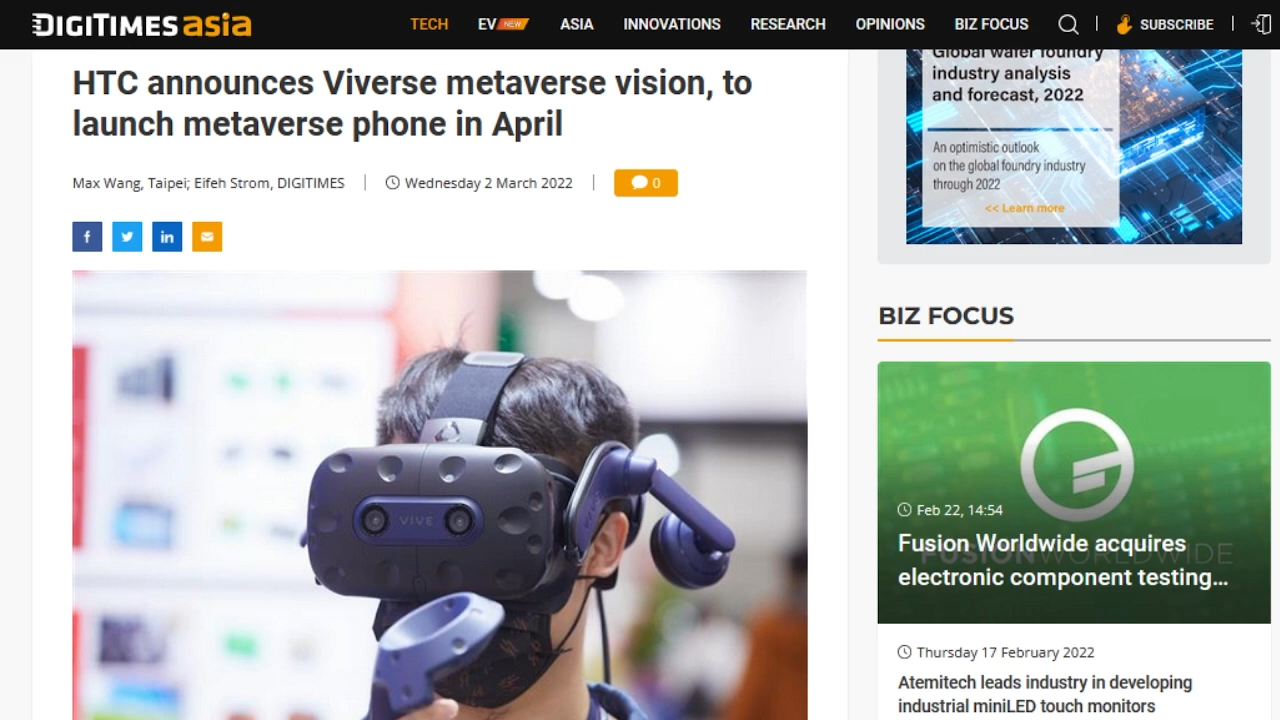 DIGITIMES asia
TECH
EV NEW
ASIA
INNOVATIONS
RESEARCH
OPINIONS
BIZ FOCUS
SUBSCRIBE
HTC announces Viverse metaverse vision, to
launch metaverse phone in April
Max Wang, Taipei; Eifeh Strom, DIGITIMES
Wednesday 2 March 2022
0
f
in
VIVE
Global wafer foundry
industry analysis
and forecast, 2022
An optimistic outlook
on the global foundry industry
through 2022
<< Learn more
BIZ FOCUS
FUSION WORLDWIDE
Feb 22, 14:54
Fusion Worldwide acquires
electronic component testing...
Thursday 17 February 2022
Atemitech leads industry in developing
industrial miniLED touch monitors